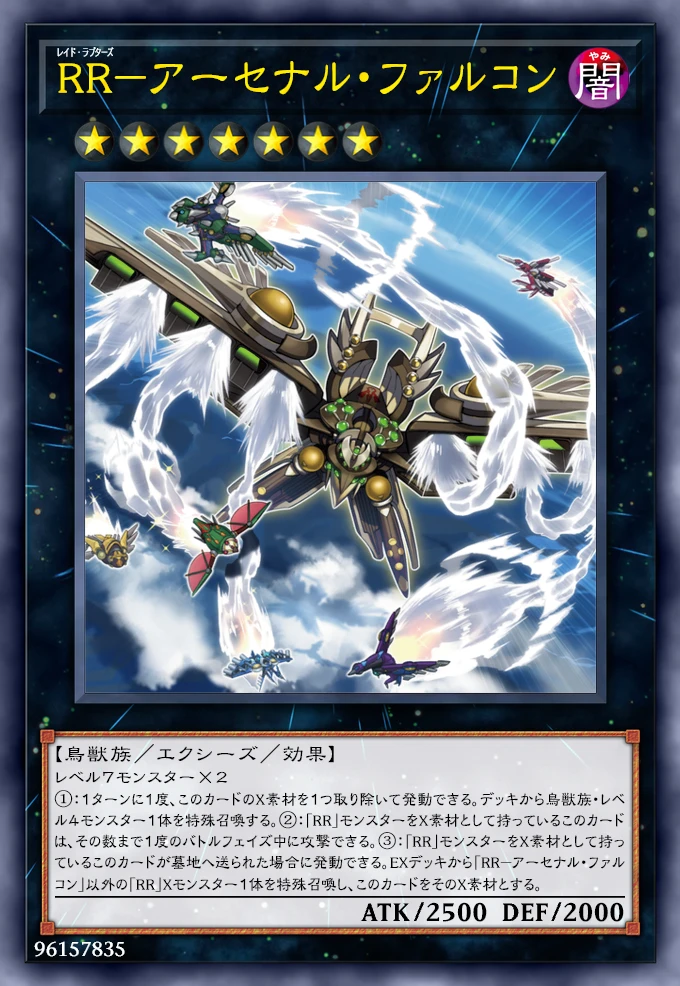 レイド・ラプターズ
RR－アーセナル・ファルコン
やみ
闇
【鳥獣族／エクシーズ／効果】
レベル７モンスター×２
①：１ターンに１度、このカードのX素材を１つ取り除いて発動できる。デッキから鳥獣族・レベ
ル４モンスター１体を特殊召喚する。②：「RR」モンスターをX素材として持っているこのカード
は、その数まで１度のバトルフェイズ中に攻撃できる。③：「RR」モンスターをX素材として持っ
ているこのカードが墓地へ送られた場合に発動できる。EXデッキから「RR－アーセナル・ファル
コン」以外の「RR」Xモンスター１体を特殊召喚し、このカードをそのX素材とする。
ATK/2500 DEF/2000
96157835